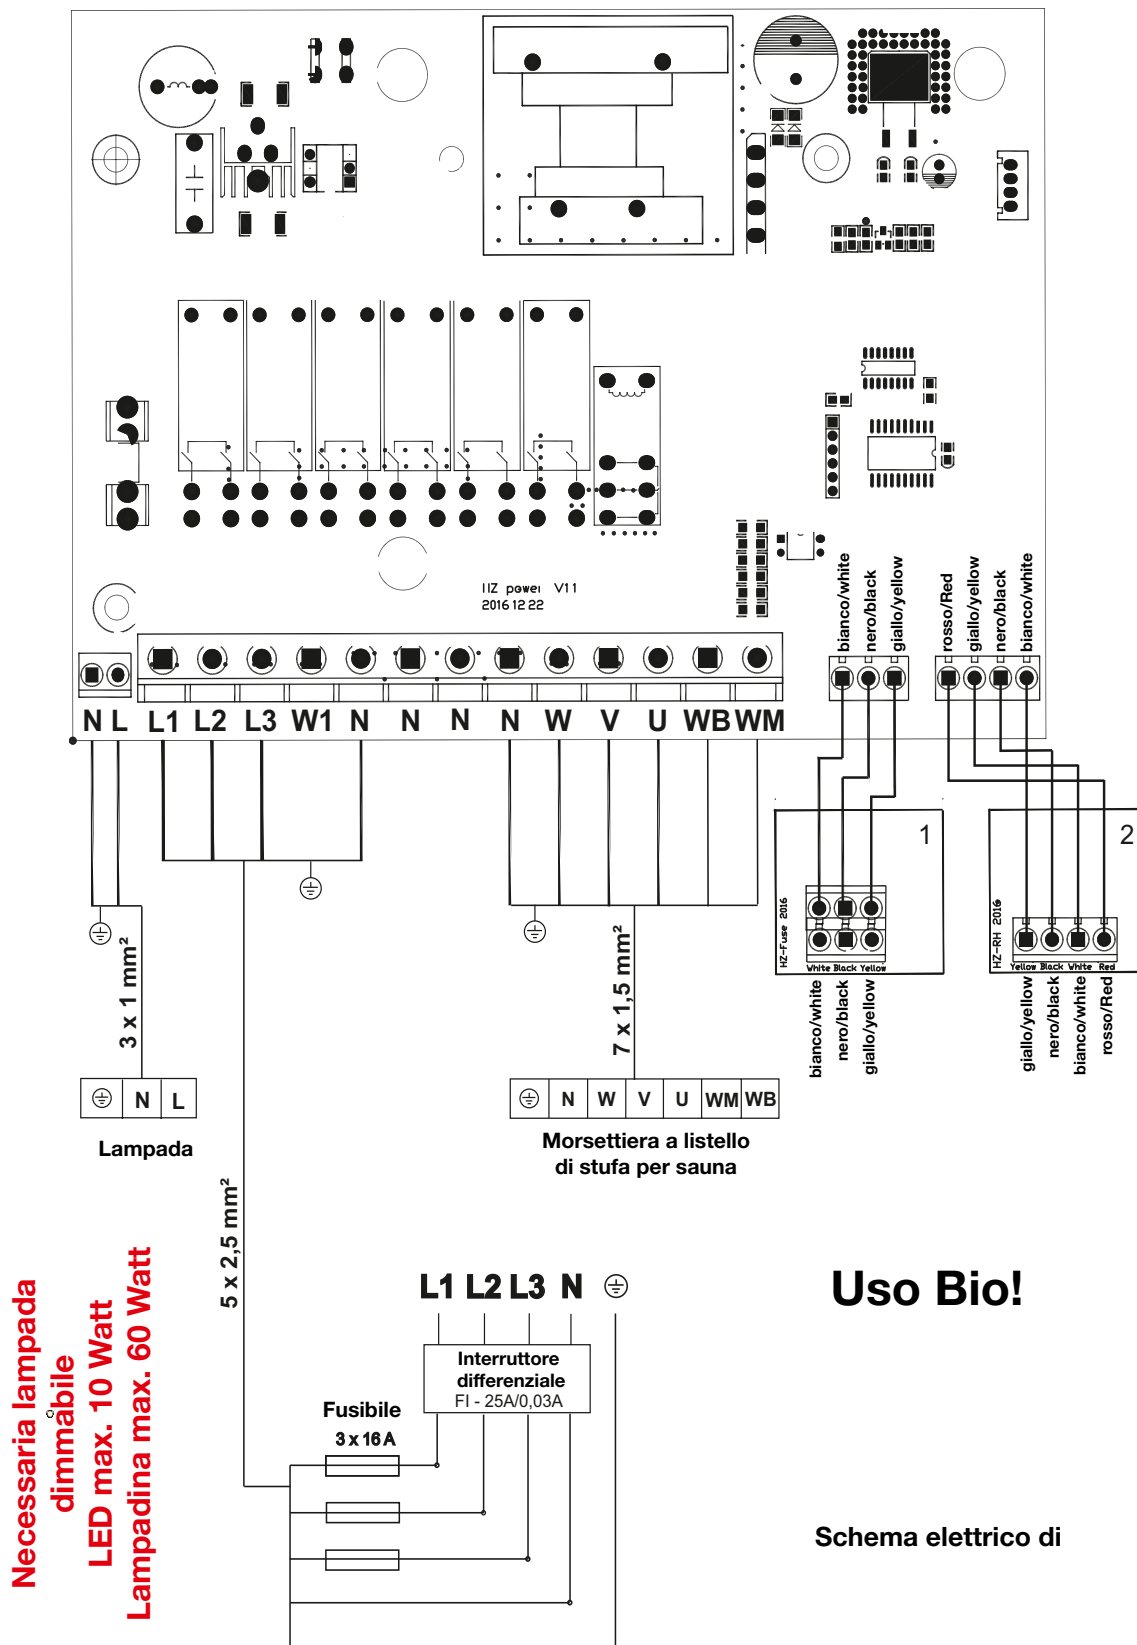 IIZ power V11
2016 12 22
bianco/white
nero/black
giallo/yellow
rosso/Red
giallo/yellow
nero/black
bianco/white
N L L1 L2 L3 W1 N N N N W V U WB WM
1
2
HZ-Fuse 2016
White Black Yellow
HZ-RH 2016
Yellow Black White Red
bianco/white
nero/black
giallo/yellow
giallo/yellow
nero/black
bianco/white
rosso/Red
3 x 1 mm²
7 x 1,5 mm²
N L
Lampada
N W V U WM WB
Morsettiera a listello
di stufa per sauna
5 x 2,5 mm²
L1 L2 L3 N
Interruttore
differenziale
FI - 25A/0,03A
Fusibile
3 x 16 A
Uso Bio!
Necessaria lampada
dimmabile
LED max. 10 Watt
Lampadina max. 60 Watt
Schema elettrico di